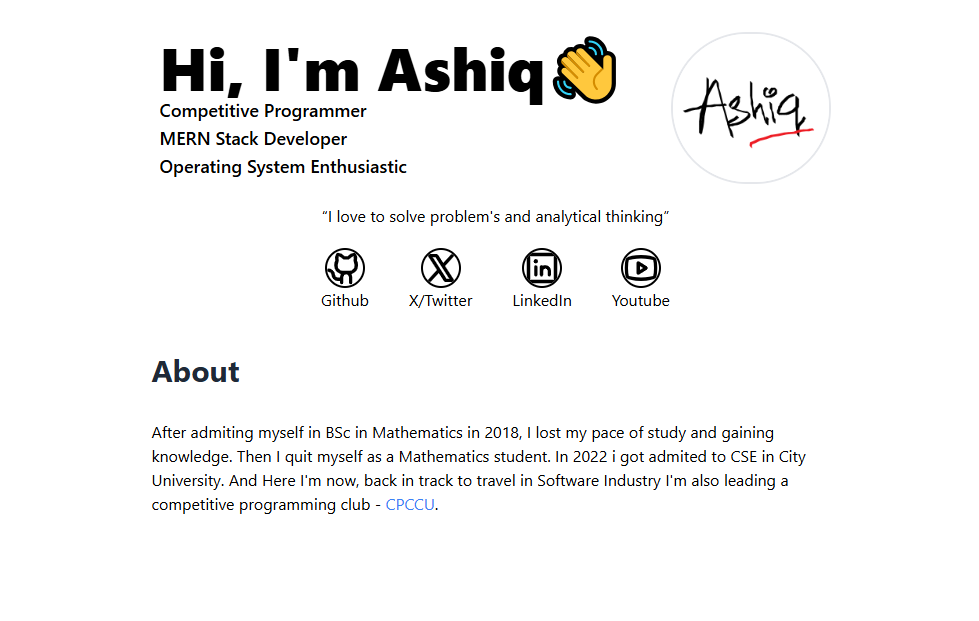 Hi, I'm Ashiq👋
Ashiq
Competitive Programmer
MERN Stack Developer
Operating System Enthusiastic
“I love to solve problem's and analytical thinking”
in
Github X/Twitter LinkedIn Youtube
About
After admiting myself in BSc in Mathematics in 2018, I lost my pace of study and gaining
knowledge. Then I quit myself as a Mathematics student. In 2022 i got admited to CSE in City
University. And Here I'm now, back in track to travel in Software Industry I'm also leading a
competitive programming club - CPCCU.